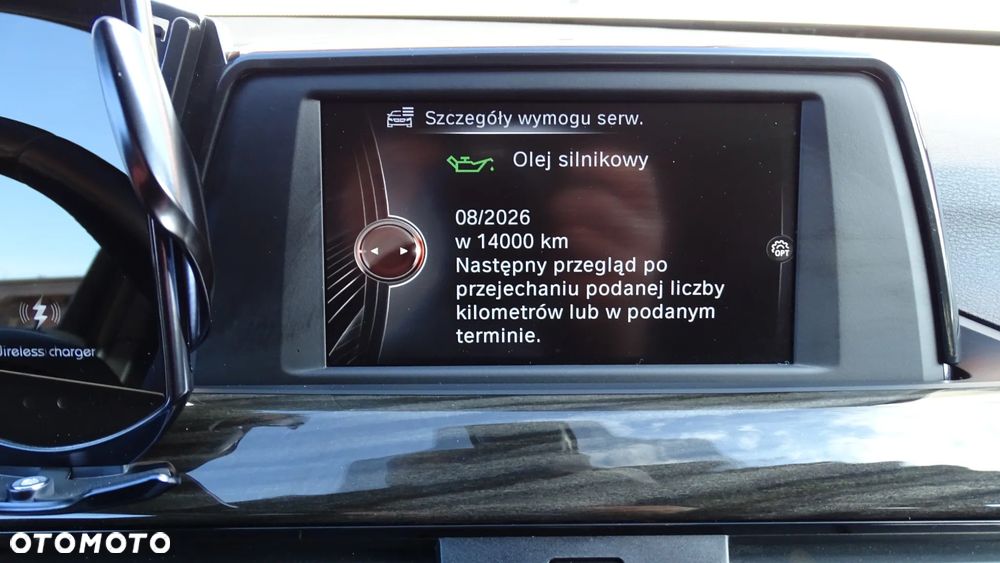 Szczegóły wymogu serw.
Olej silnikowy
08/2026
w 14000 km
Następny przegląd po
przejechaniu podanej liczby
kilometrów lub w podanym
terminie.
OPT
Wireless charger
OTOMOTO